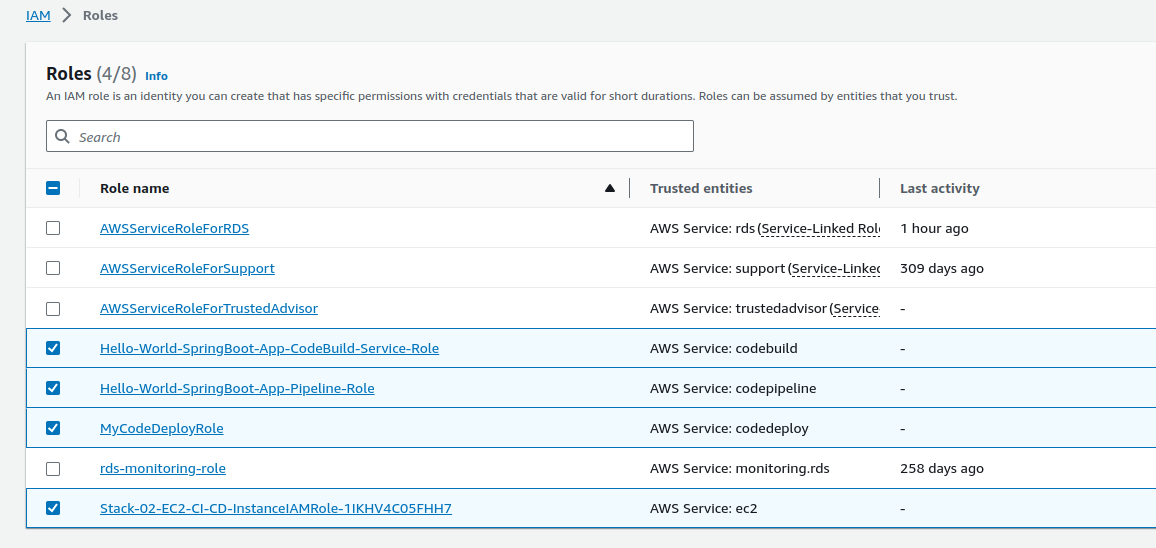 IAM > Roles
Roles (4/8) Info
An IAM role is an identity you can create that has specific permissions with credentials that are valid for short durations. Roles can be assumed by entities that you trust.
Search
Role name Trusted entities Last activity
AWSServiceRoleForRDS AWS Service: rds (Service-Linked Role 1 hour ago
AWSServiceRoleForSupport AWS Service: support (Service-Linked 309 days ago
AWSServiceRoleForTrustedAdvisor AWS Service: trustedadvisor (Service- -
Hello-World-SpringBoot-App-CodeBuild-Service-Role AWS Service: codebuild -
Hello-World-SpringBoot-App-Pipeline-Role AWS Service: codepipeline -
MyCodeDeployRole AWS Service: codedeploy -
rds-monitoring-role AWS Service: monitoring.rds 258 days ago
Stack-02-EC2-CI-CD-InstanceIAMRole-1IKHV4C05FHH7 AWS Service: ec2 -